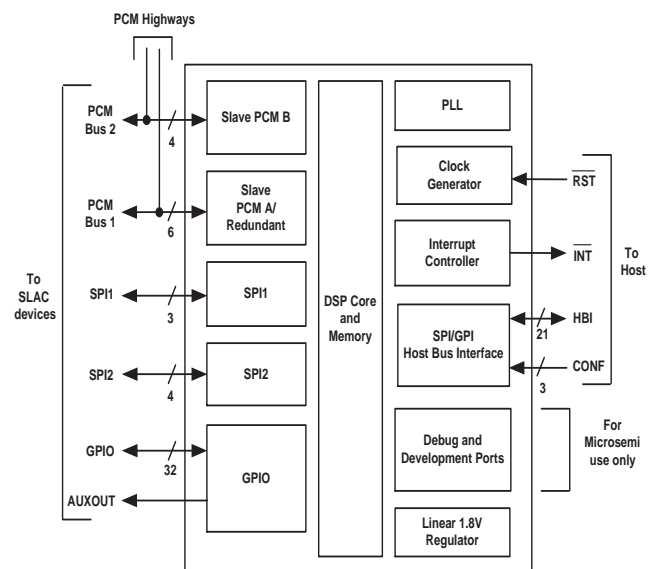 PCM Highways
PCM
Bus 2
4
Slave PCM B
PLL
Clock
Generator
RST
PCM
Bus 1
6
Slave
PCM A/
Redundant
Interrupt
Controller
INT
To
Host
To
SLAC
devices
SPI1
3
SPI1
DSP Core
and
Memory
SPI/GPI
Host Bus Interface
21
HBI
CONF
3
SPI2
4
SPI2
GPIO
32
GPIO
AUXOUT
Debug and
Development Ports
For
Microsemi
use only
Linear 1.8V
Regulator